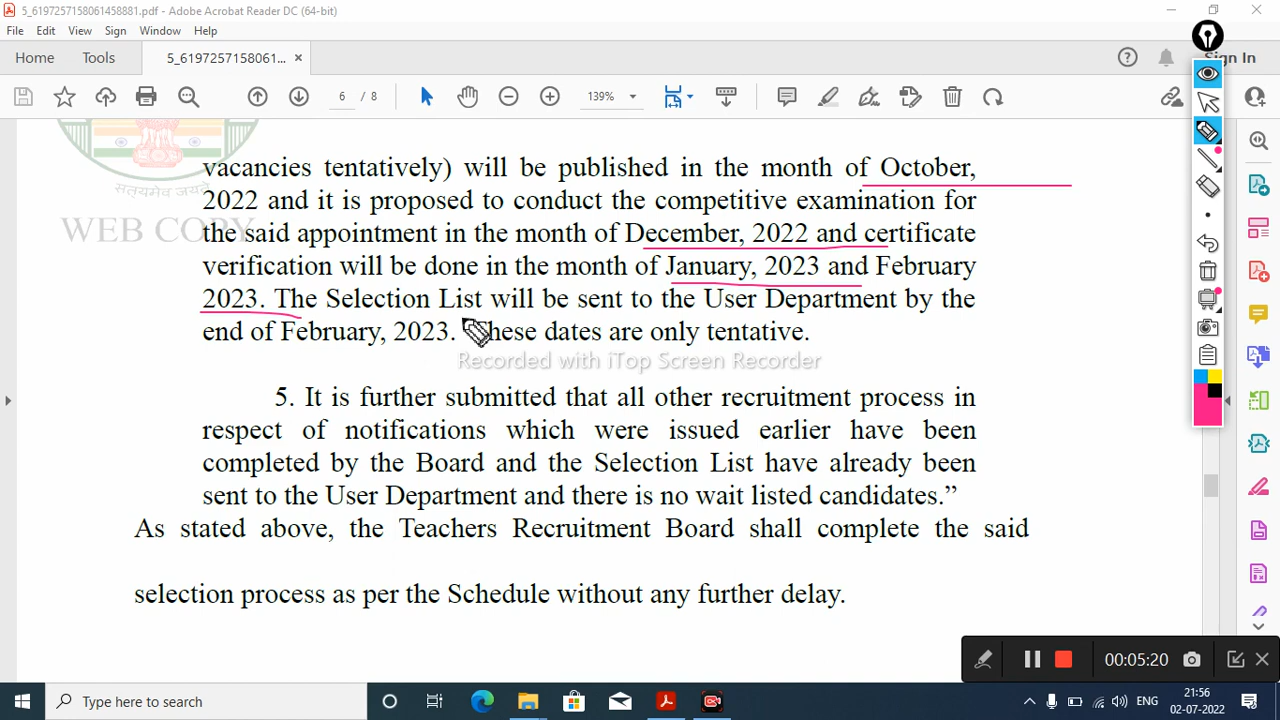 5_6197257158061458881.pdf - Adobe Acrobat Reader DC (64-bit)
File Edit View Sign Window Help
Home Tools 5_6197257158061... × Sign In
6 / 8 139%
सत्यमेव जयते
WEB COPY
vacancies tentatively) will be published in the month of October,
2022 and it is proposed to conduct the competitive examination for
the said appointment in the month of December, 2022 and certificate
verification will be done in the month of January, 2023 and February
2023. The Selection List will be sent to the User Department by the
end of February, 2023. These dates are only tentative.
Recorded with iTop Screen Recorder
5. It is further submitted that all other recruitment process in
respect of notifications which were issued earlier have been
completed by the Board and the Selection List have already been
sent to the User Department and there is no wait listed candidates.”
As stated above, the Teachers Recruitment Board shall complete the said
selection process as per the Schedule without any further delay.
00:05:20
Type here to search
ENG
21:56
02-07-2022